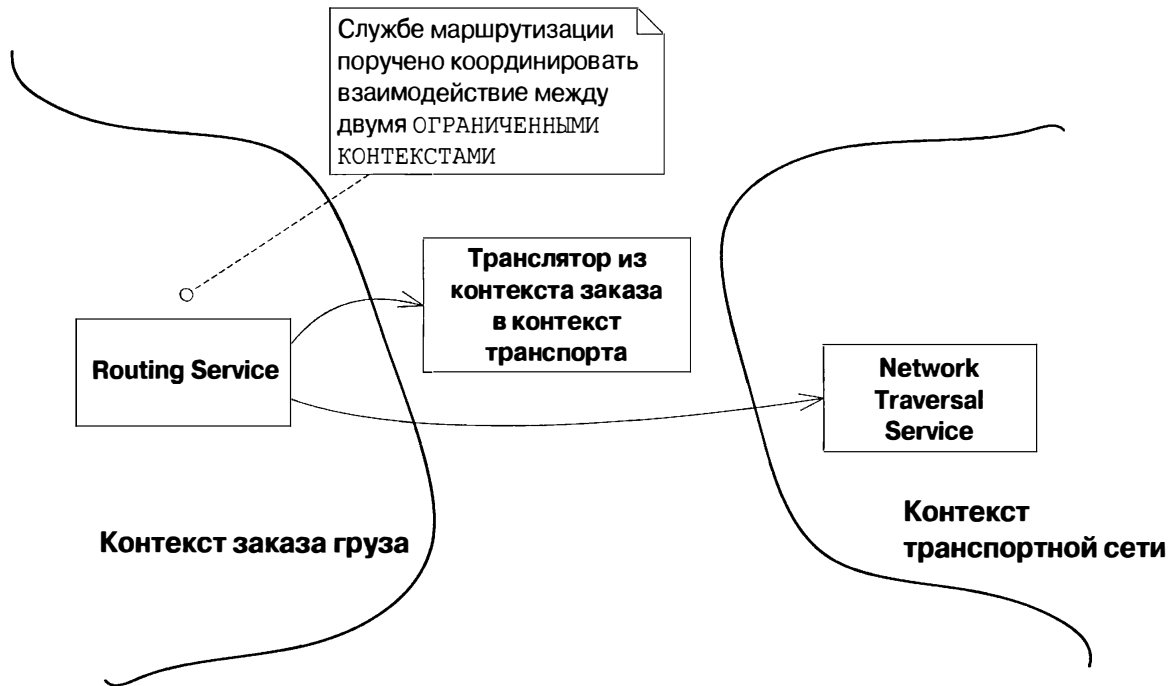 Службе маршрутизации
поручено координировать
взаимодействие между
двумя ОГРАНИЧЕННЫМИ
КОНТЕКСТАМИ
Транслятор из
контекста заказа
в контекст
транспорта
Routing Service
Network
Traversal
Service
Контекст заказа груза
Контекст
транспортной сети